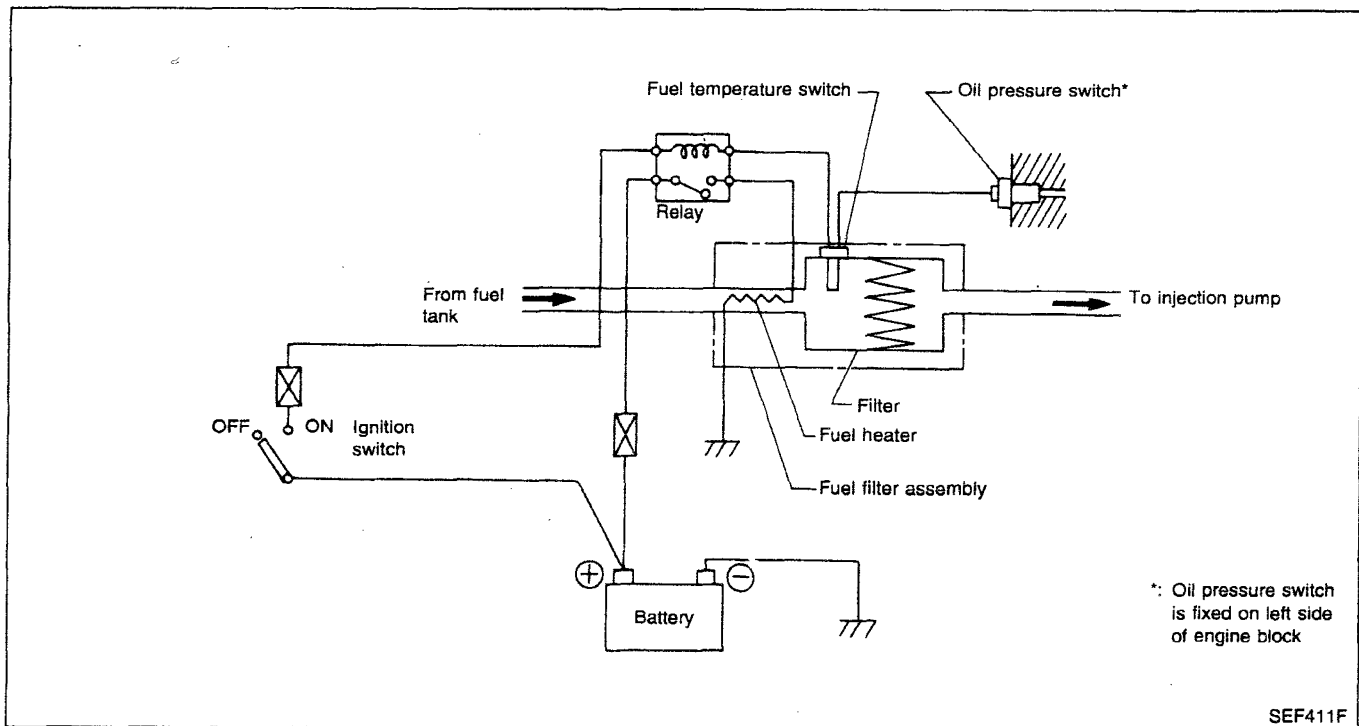 Fuel temperature switch
Oil pressure switch*
Relay
From fuel
tank
To injection pump
Filter
OFF
ON
Ignition
switch
Fuel heater
Fuel filter assembly
+
−
Battery
*: Oil pressure switch
is fixed on left side
of engine block
SEF411F